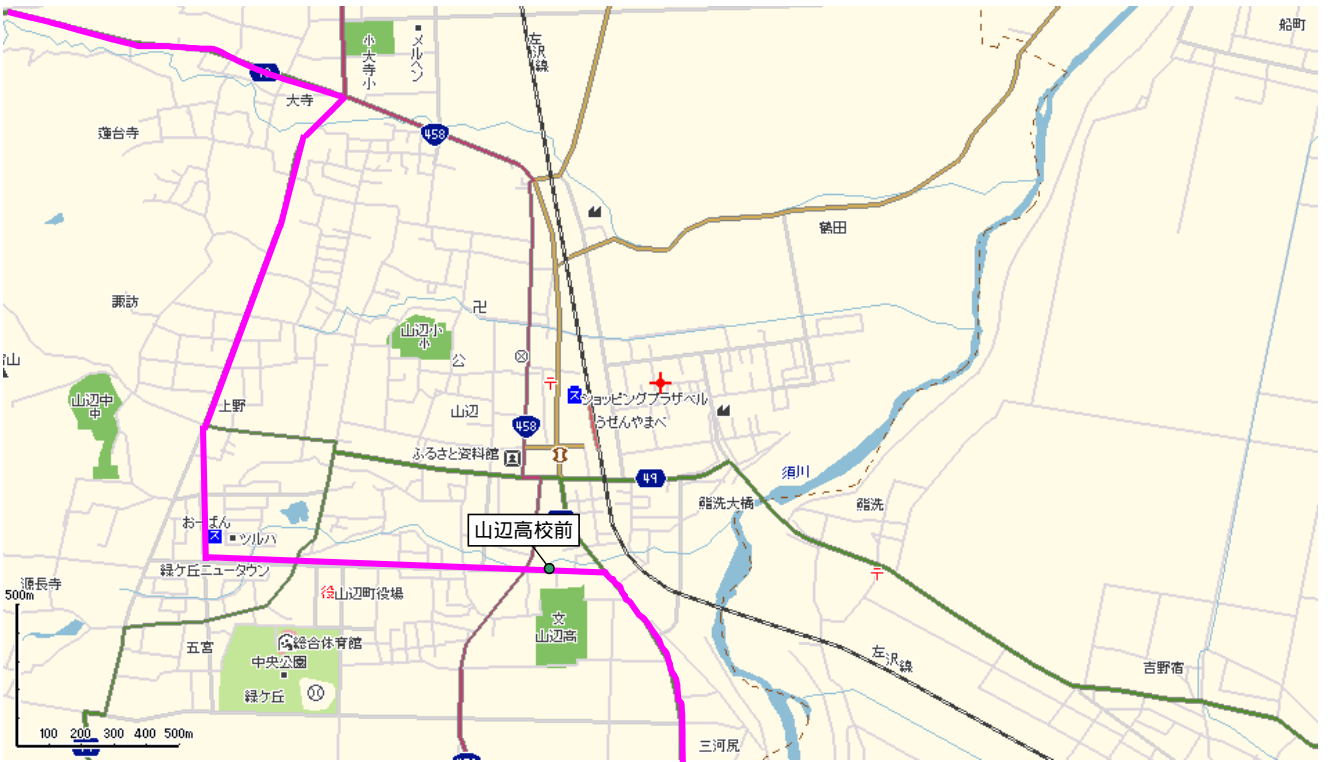 船町
小大寺小
メルヘン
左沢線
大寺
蓮台寺
458
鶴田
諏訪
卍
山辺小
小
公
〒
スショッピングプラザベル
うぜんやまべ
山辺中
中
上野
山辺
458
ふるさと資料館
49
須川
鮨洗大橋
鮨洗
おーばん
ス
ツルハ
山辺高校前
緑ケ丘ニュータウン
〒
源長寺
役山辺町役場
500m
文
山辺高
五宮
総合体育館
中央公園
緑ケ丘
左沢線
吉野宿
三河尻
100 200 300 400 500m